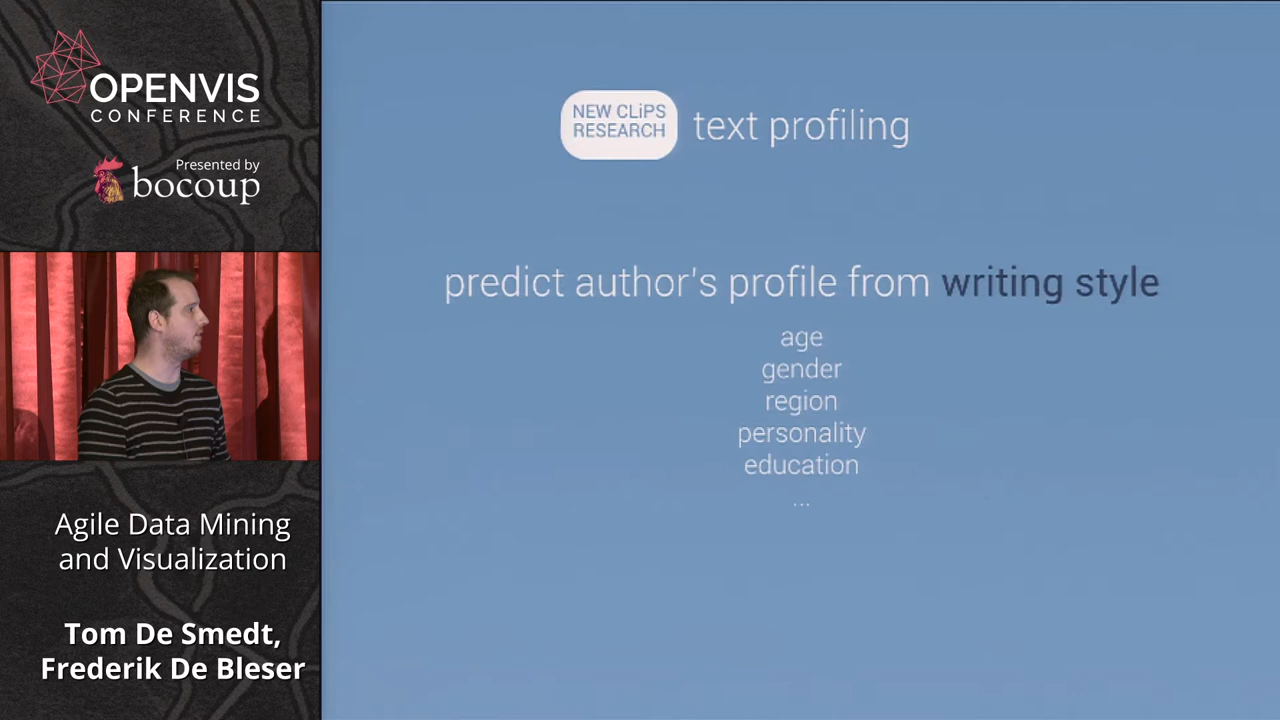 OPENVIS
CONFERENCE
Presented by
bocoup
Agile Data Mining
and Visualization
Tom De Smedt,
Frederik De Bleser
NEW CLiPS
RESEARCH
text profiling
predict author's profile from writing style
age
gender
region
personality
education
...